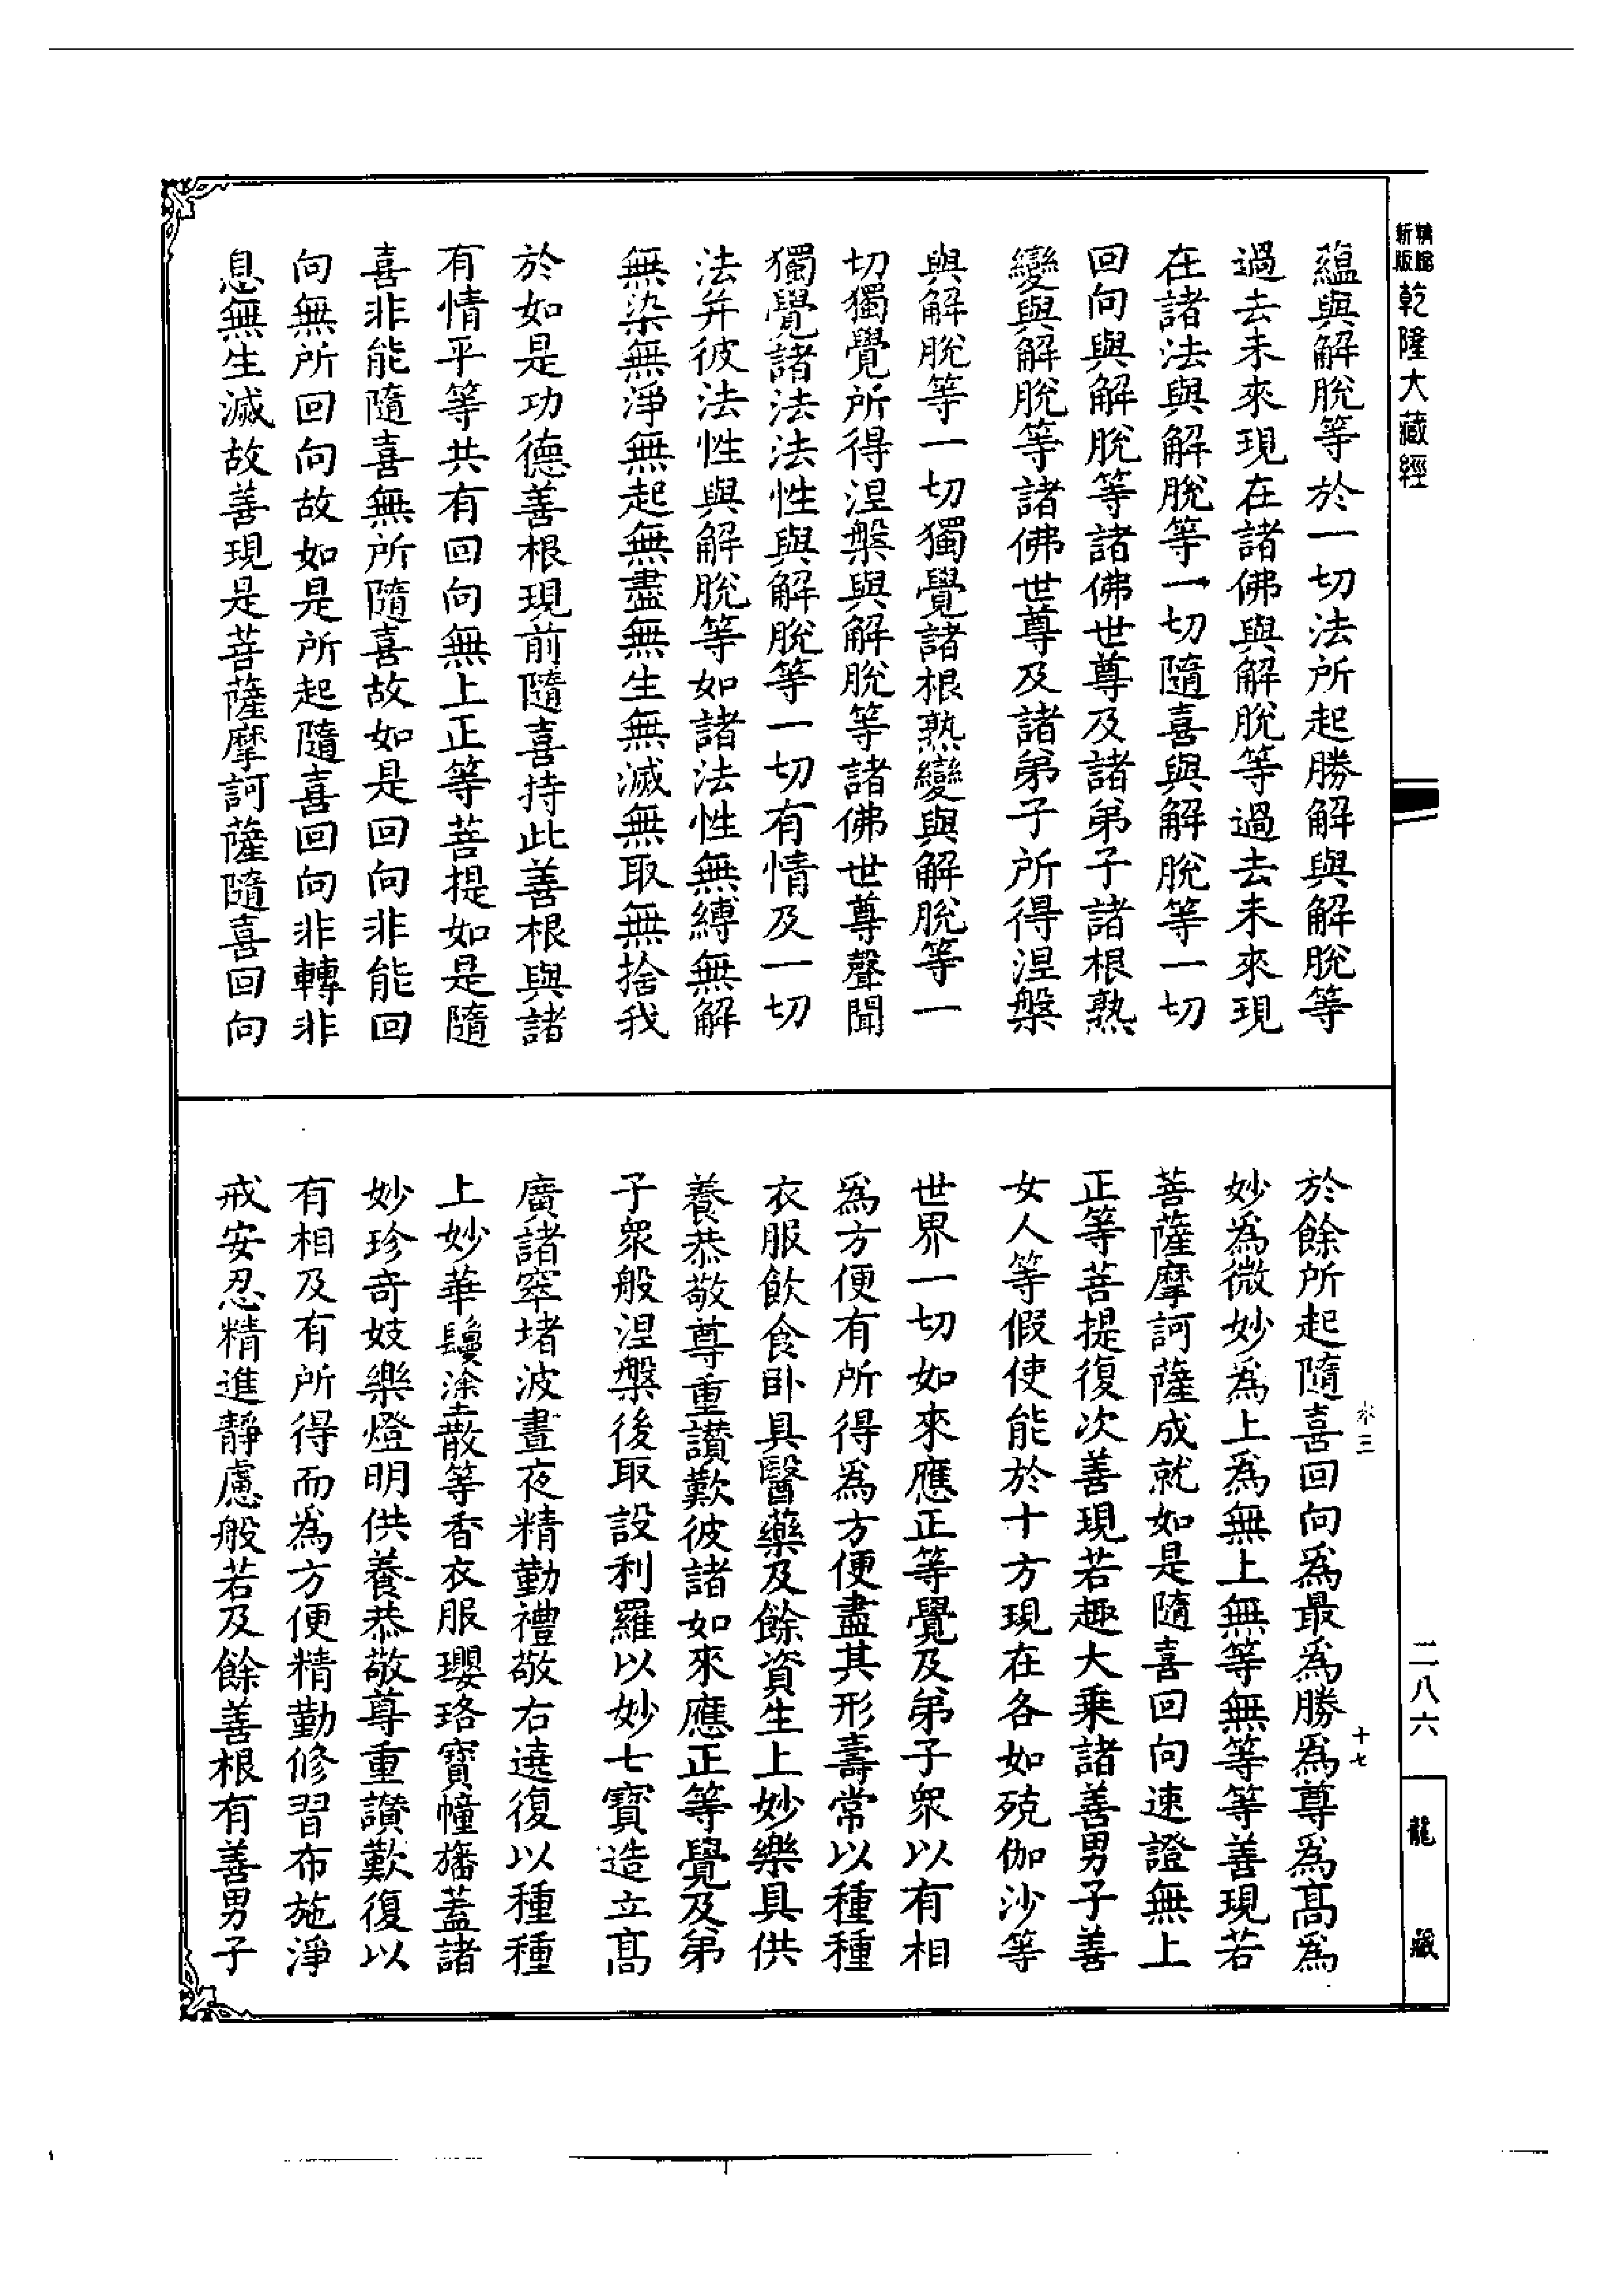 精縮新版乾隆大藏經
蘊與解脫等於一切法所起勝解與解脫等
過去未來現在諸佛與解脫等過去未來現
在諸法與解脫等一切隨喜與解脫等一切
回向與解脫等諸佛世尊及諸弟子諸根熟
變與解脫等諸佛世尊及諸弟子所得涅槃
與解脫等一切獨覺諸根熟變與解脫等一
切獨覺所得涅槃與解脫等諸佛世尊聲聞
獨覺諸法法性與解脫等一切有情及一切
法并彼法性與解脫等如諸法性無縛無解
無染無淨無起無盡無生無滅無取無捨我
於如是功德善根現前隨喜持此善根與諸
有情平等共有回向無上正等菩提如是隨
喜非能隨喜無所隨喜故如是回向非能回
向無所回向故如是所起隨喜回向非轉非
息無生滅故善現是菩薩摩訶薩隨喜回向
於餘所起隨喜回向為最為勝為尊為高為
妙為微妙為上為無上無等無等等善現若
菩薩摩訶薩成就如是隨喜回向速證無上
正等菩提復次善現若趣大乘諸善男子善
女人等假使能於十方現在各如殑伽沙等
世界一切如來應正等覺及弟子眾以有相
為方便有所得為方便盡其形壽常以種種
衣服飲食臥具醫藥及餘資生上妙樂具供
養恭敬尊重讚歎彼諸如來應正等覺及弟
子眾般涅槃後取設利羅以妙七寶造立高
廣諸窣堵波晝夜精勤禮敬右遶復以種種
上妙華鬘塗散等香衣服瓔珞寶幢旛蓋諸
妙珍奇妓樂燈明供養恭敬尊重讚歎復以
有相及有所得而為方便精勤修習布施淨
戒安忍精進靜慮般若及餘善根有善男子
二八六
十七
龍藏